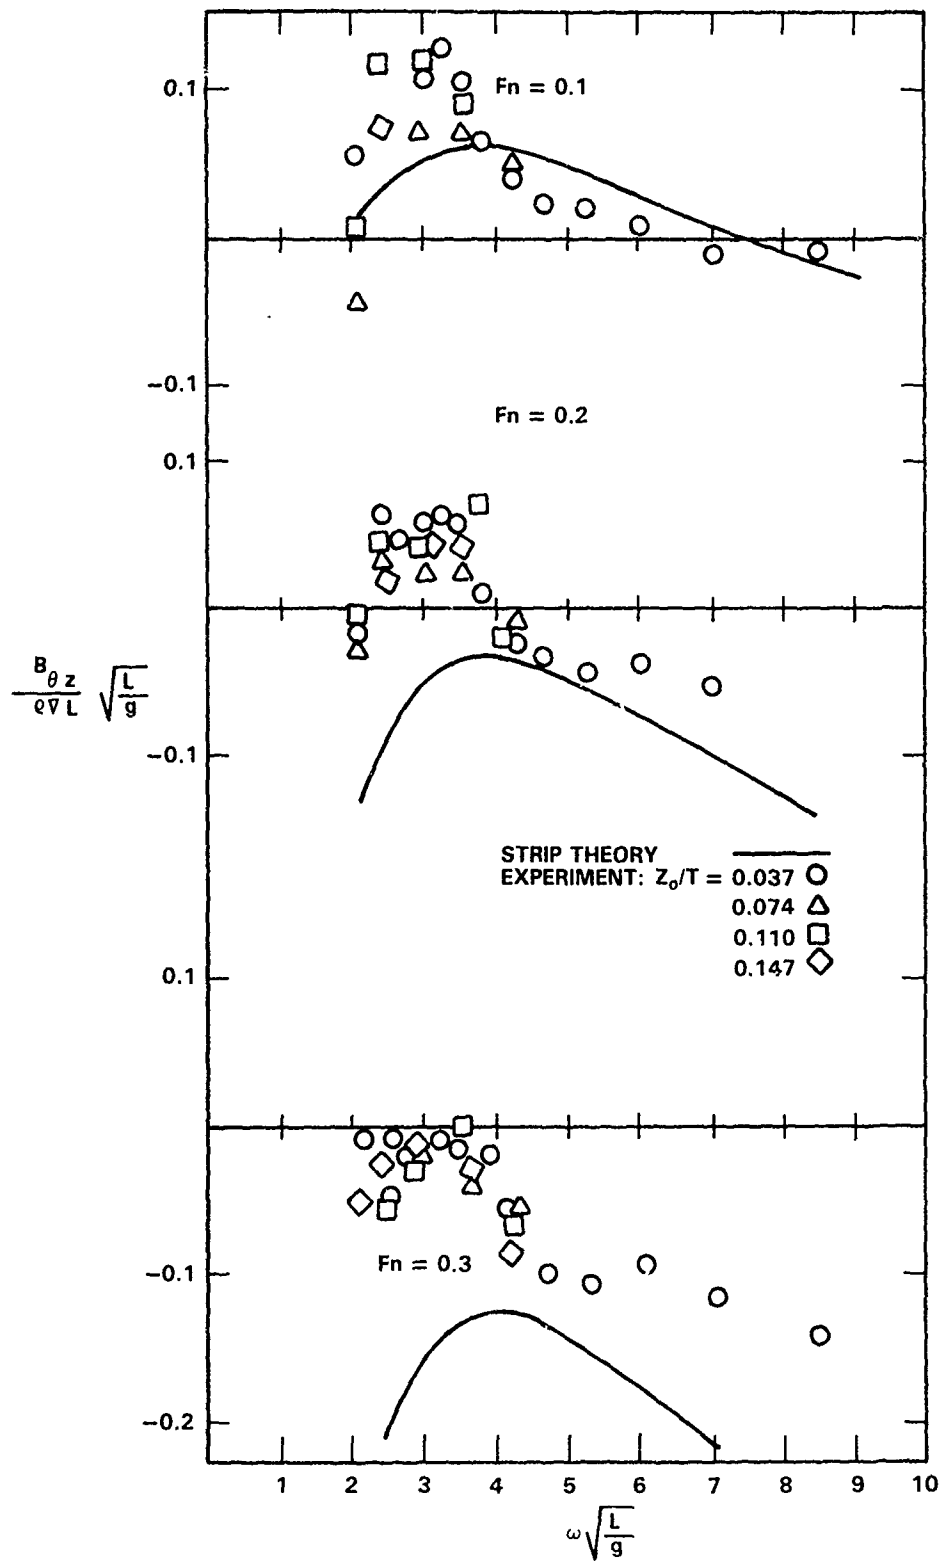 0.1
Fn = 0.1
−0.1
Fn = 0.2
0.1
B θ z
ϱ∇L
√ L
g
−0.1
STRIP THEORY
EXPERIMENT: Z₀/T = 0.037
0.074
0.110
0.147
0.1
Fn = 0.3
−0.1
−0.2
1 2 3 4 5 6 7 8 9 10
ω √ L
g